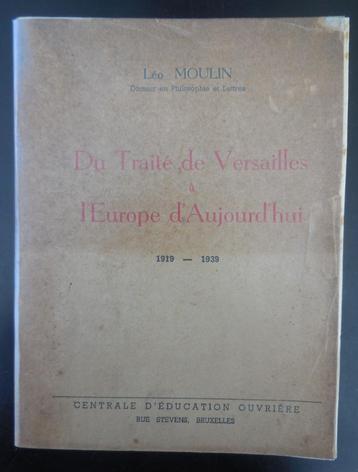 Léo MOULIN
Docteur en Philosophie et Lettres
Du Traité de Versailles
à
l'Europe d'Aujourd'hui
1919 — 1939
CENTRALE D'ÉDUCATION OUVRIÈRE
RUE STEVENS, BRUXELLES